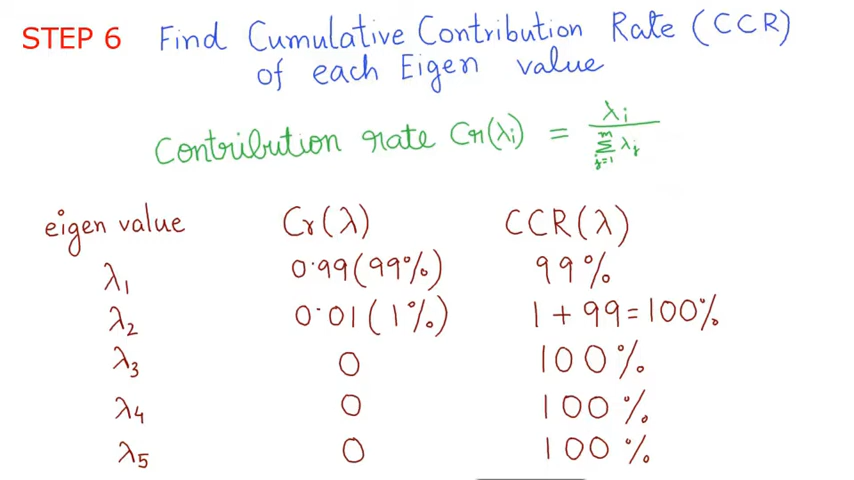 STEP 6 Find Cumulative Contribution Rate (CCR)
of each Eigen value
Contribution rate Cr(λi) = λi / m Σ j=1 λj
eigen value Cr(λ) CCR(λ)
λ1 0.99(99%) 99%
λ2 0.01(1%) 1+99=100%
λ3 0 100%
λ4 0 100%
λ5 0 100%